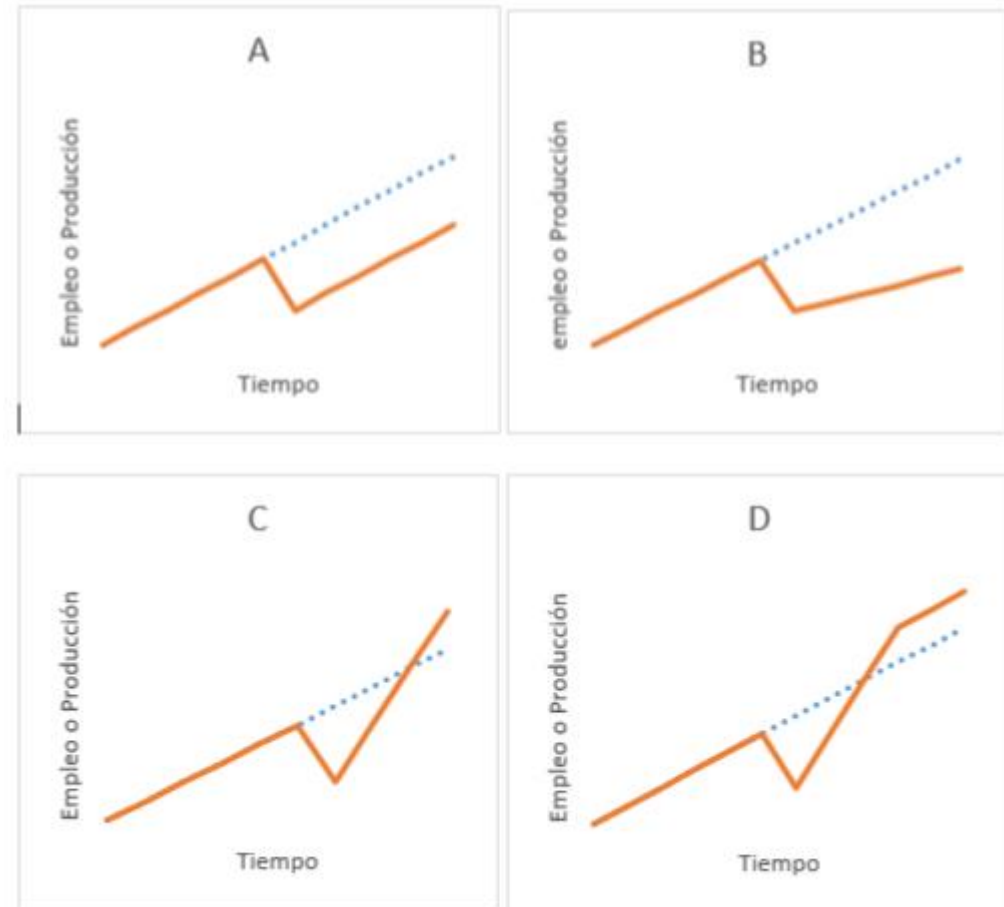 A
Empleo o Producción
Tiempo
B
empleo o Producción
Tiempo
C
Empleo o Producción
Tiempo
D
Empleo o Producción
Tiempo